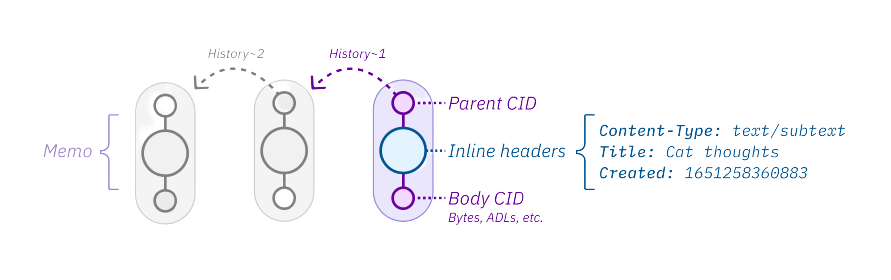 History~2
History~1
Parent CID
Memo
Inline headers
Content-Type: text/subtext
Title: Cat thoughts
Created: 1651258360883
Body CID
Bytes, ADLs, etc.